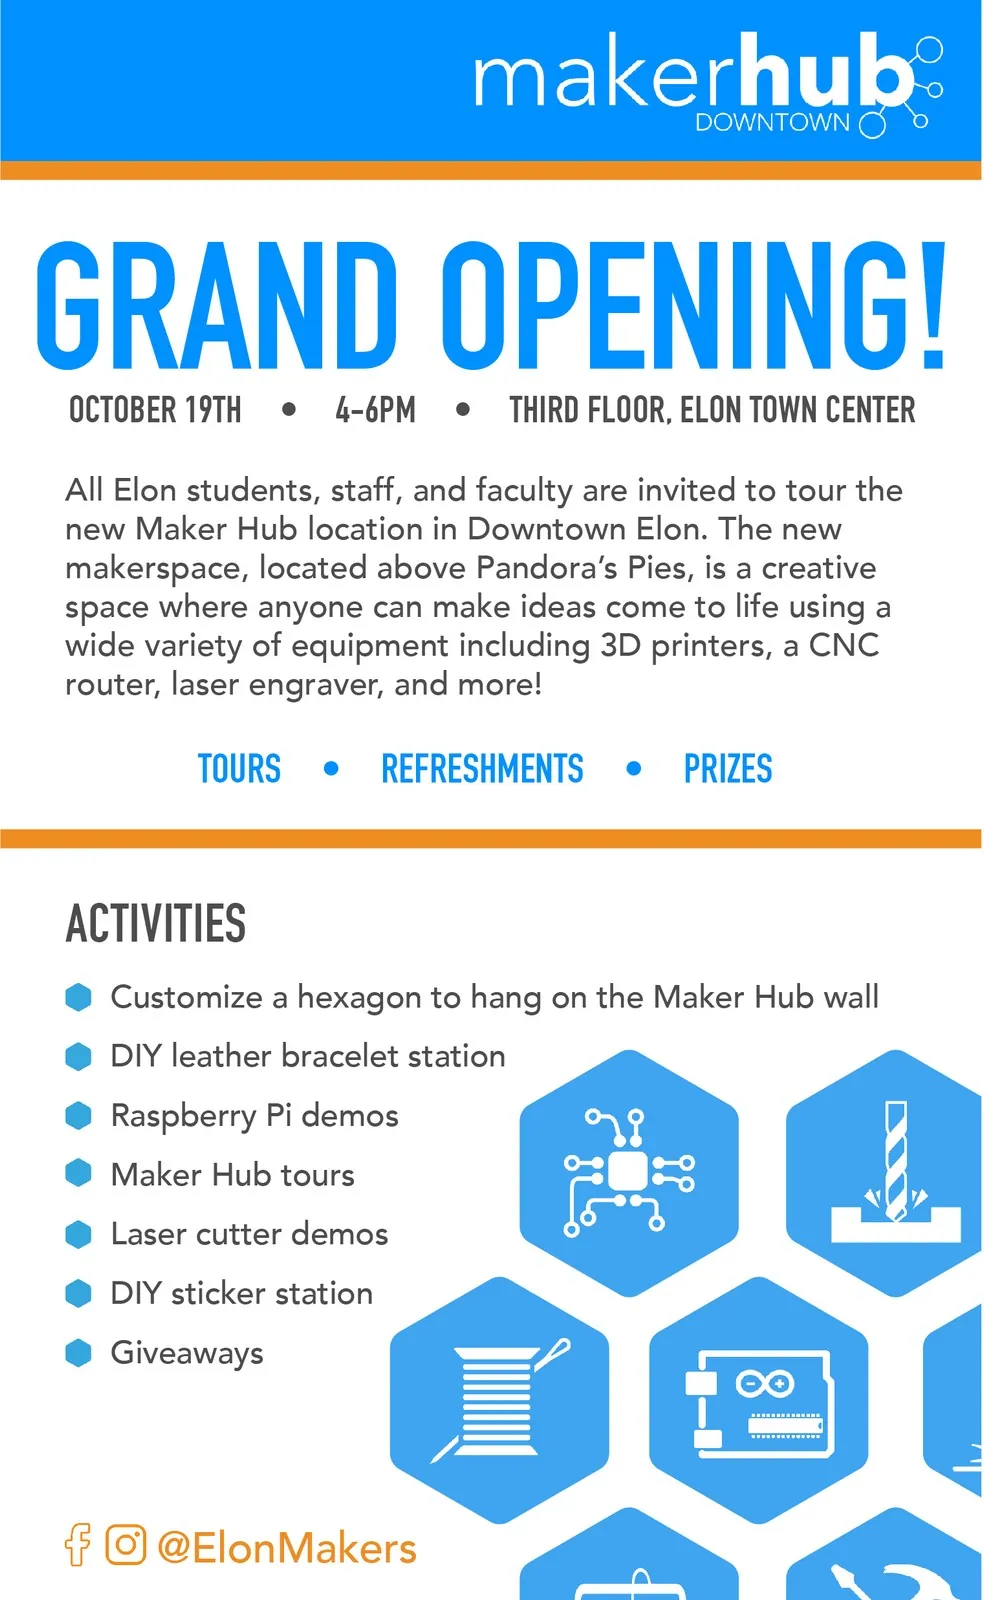 makerhub
DOWNTOWN
GRAND OPENING!
OCTOBER 19TH • 4-6PM • THIRD FLOOR, ELON TOWN CENTER
All Elon students, staff, and faculty are invited to tour the
new Maker Hub location in Downtown Elon. The new
makerspace, located above Pandora’s Pies, is a creative
space where anyone can make ideas come to life using a
wide variety of equipment including 3D printers, a CNC
router, laser engraver, and more!
TOURS • REFRESHMENTS • PRIZES
ACTIVITIES
Customize a hexagon to hang on the Maker Hub wall
DIY leather bracelet station
Raspberry Pi demos
Maker Hub tours
Laser cutter demos
DIY sticker station
Giveaways
@ElonMakers